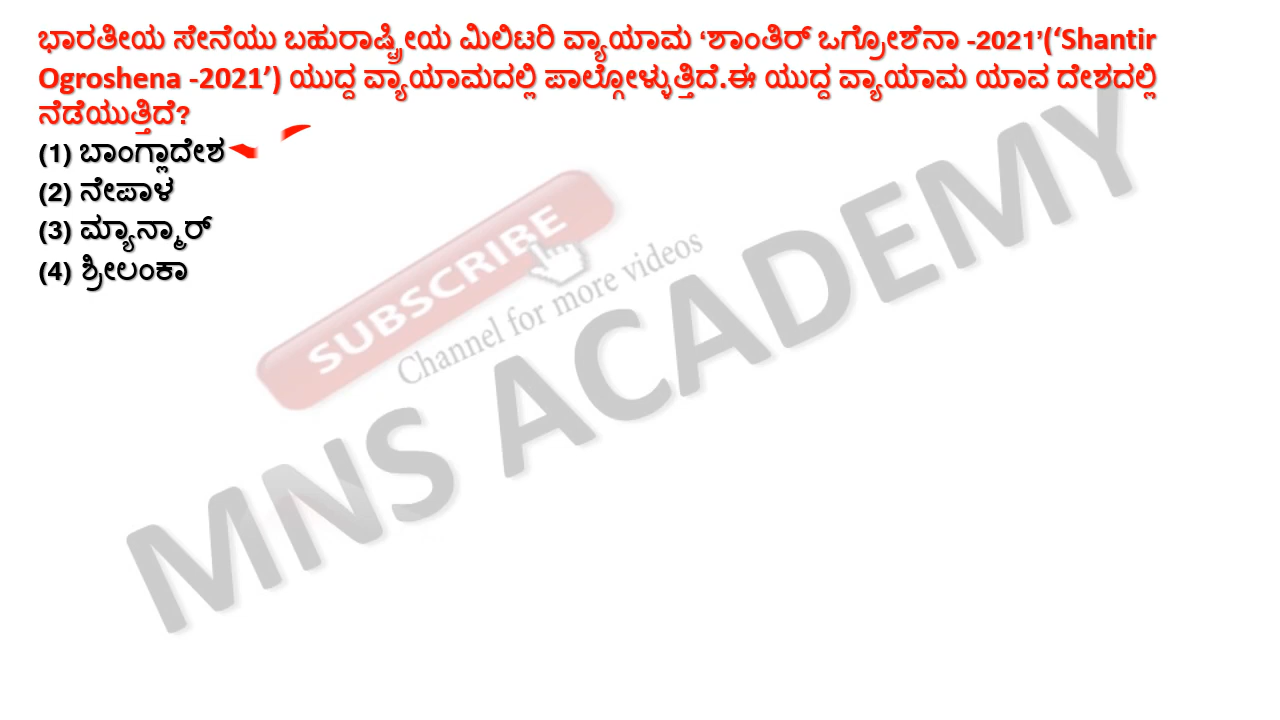 ಭಾರತೀಯ ಸೇನೆಯು ಬಹುರಾಷ್ಟ್ರೀಯ ಮಿಲಿಟರಿ ವ್ಯಾಯಾಮ ‘ಶಾಂತಿರ್ ಒಗ್ರೋಶೆನಾ -2021’(‘Shantir
Ogroshena -2021’) ಯುದ್ಧ ವ್ಯಾಯಾಮದಲ್ಲಿ ಪಾಲ್ಗೋಳ್ಳುತ್ತಿದೆ.ಈ ಯುದ್ಧ ವ್ಯಾಯಾಮ ಯಾವ ದೇಶದಲ್ಲಿ
ನೆಡೆಯುತ್ತಿದೆ?
(1) ಬಾಂಗ್ಲಾದೇಶ
(2) ನೇಪಾಳ
(3) ಮ್ಯಾನ್ಮಾರ್
(4) ಶ್ರೀಲಂಕಾ
SUBSCRIBE
Channel for more videos
MNS ACADEMY